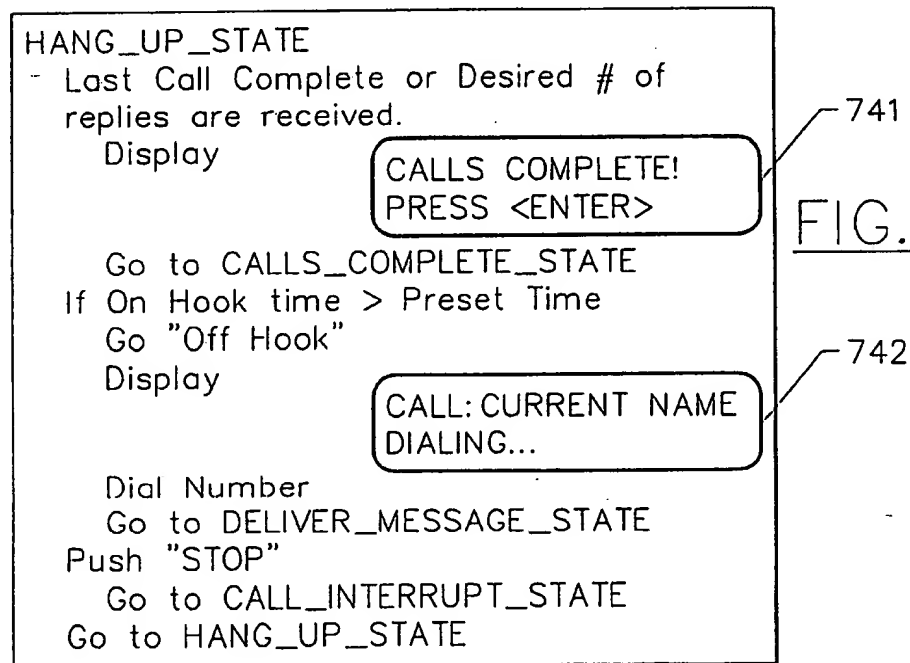 HANG_UP_STATE
Last Call Complete or Desired # of
replies are received.
Display
CALLS COMPLETE!
PRESS <ENTER>
741
FIG.
Go to CALLS_COMPLETE_STATE
If On Hook time > Preset Time
Go "Off Hook"
Display
742
CALL: CURRENT NAME
DIALING...
Dial Number
Go to DELIVER_MESSAGE_STATE
Push "STOP"
Go to CALL_INTERRUPT_STATE
Go to HANG_UP_STATE